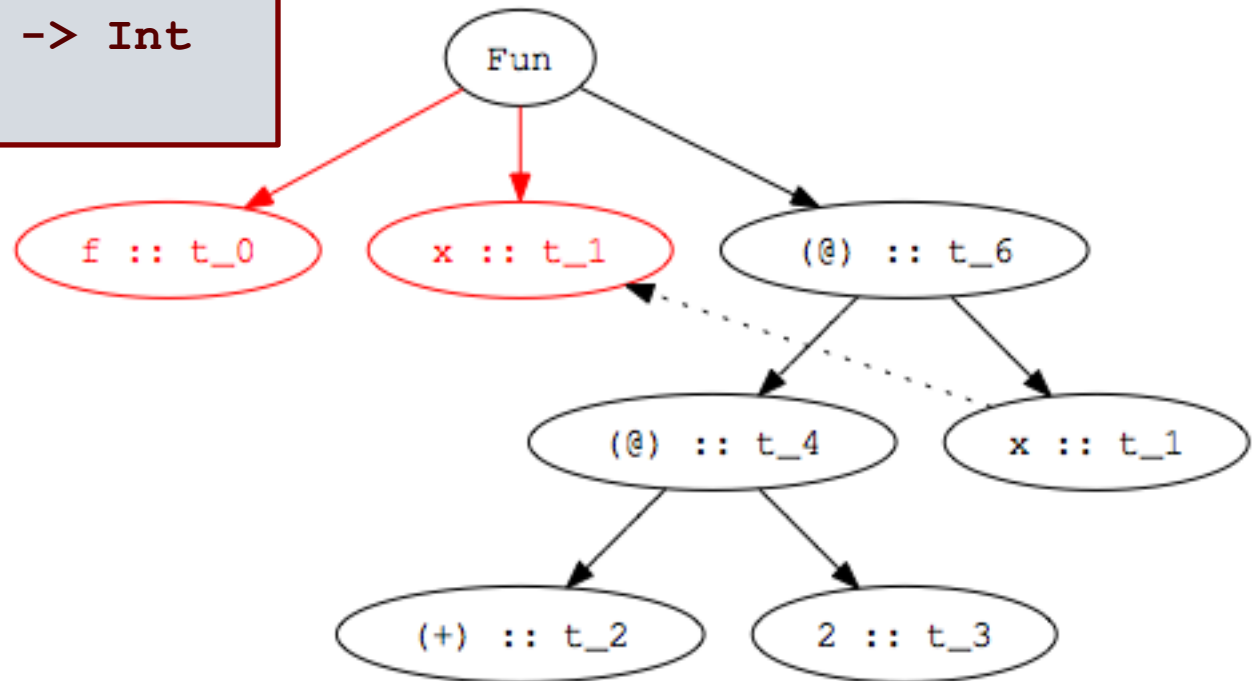 -> Int
Fun
f :: t_0
x :: t_1
(@) :: t_6
(@) :: t_4
x :: t_1
(+) :: t_2
2 :: t_3